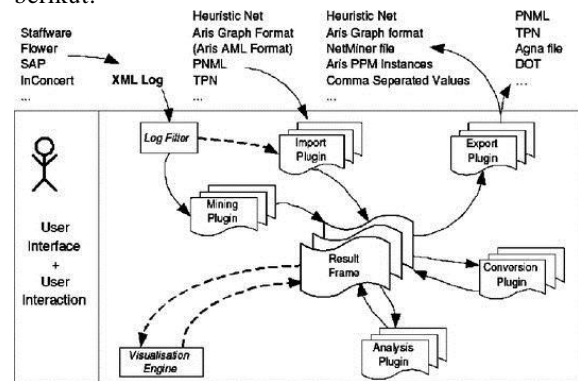 berikut:
Staffware
Flower
SAP
InConcert
...
XML Log
Heuristic Net
Aris Graph Format
(Aris AML Format)
PNML
TPN
...
Heuristic Net
Aris Graph format
NetMiner file
Aris PPM Instances
Comma Seperated Values
...
PNML
TPN
Agna file
DOT
...
Log Filter
Import
Plugin
Export
Plugin
Mining
Plugin
User
Interface
+
User
Interaction
Result
Frame
Conversion
Plugin
Visualisation
Engine
Analysis
Plugin